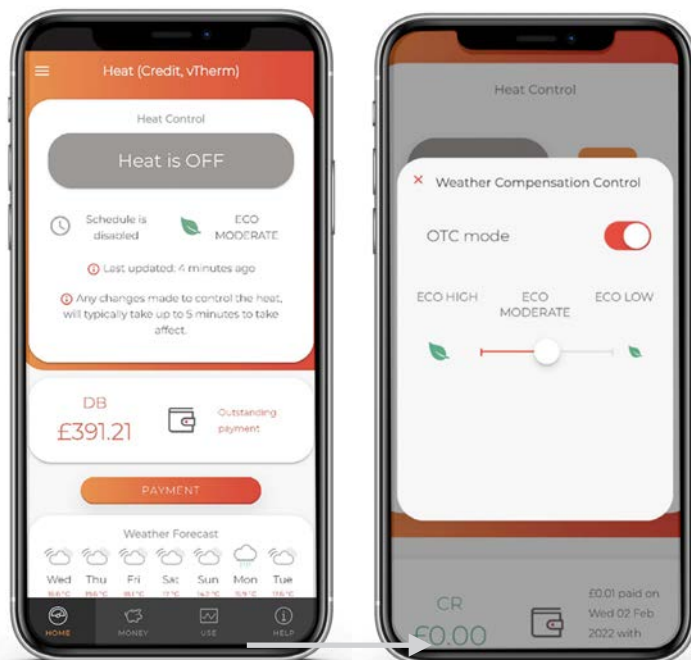 Heat (Credit, vTherm)
Heat Control
Heat is OFF
Schedule is
disabled
ECO
MODERATE
Last updated: 4 minutes ago
Any changes made to control the heat,
will typically take up to 5 minutes to take
affect.
DB
£391.21
Outstanding
payment
PAYMENT
Weather Forecast
Wed Thu Fri Sat Sun Mon Tue
HOME MONEY USE HELP
Heat Control
Weather Compensation Control
OTC mode
ECO HIGH
ECO
MODERATE
ECO LOW
CR
£0.00
£0.01 paid on
Wed 02 Feb
2022 with